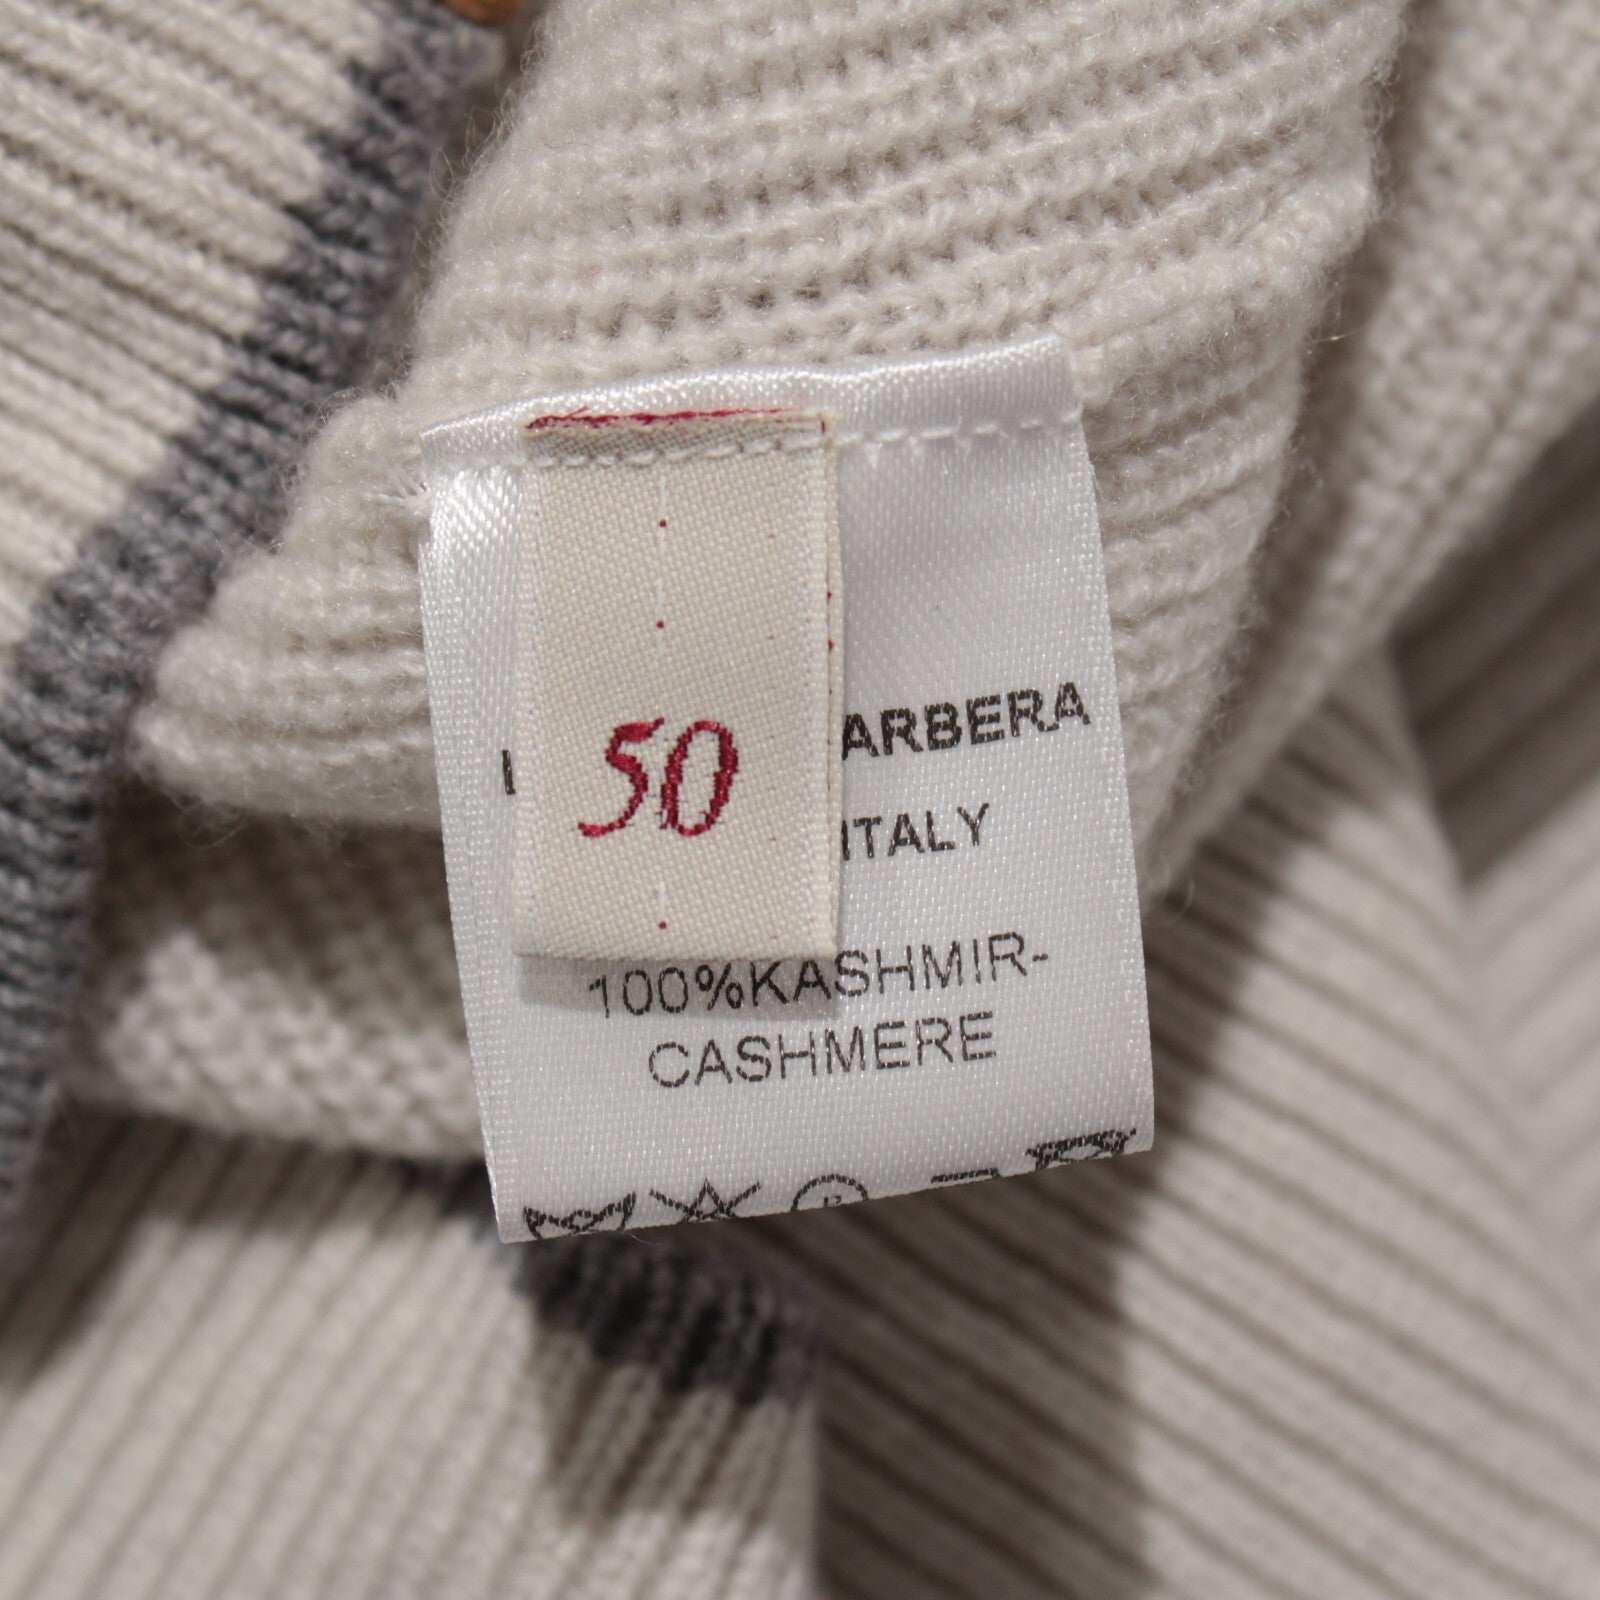 50
ARBERA
ITALY
100%KASHMIR-
CASHMERE
P